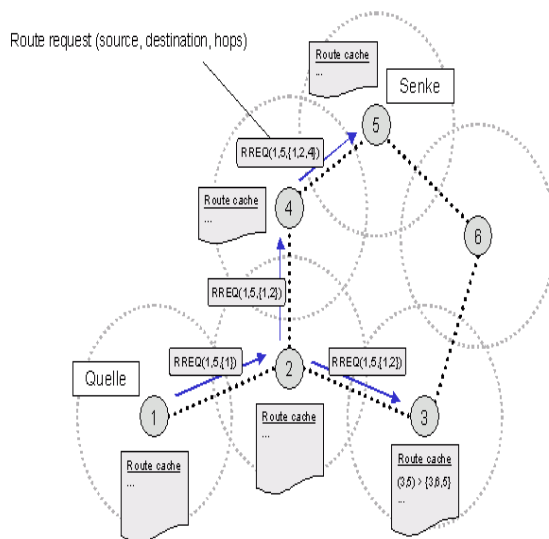 Route request (source, destination, hops)
Route cache
...
Senke
5
RREQ(1,5,{1,2,4})
Route cache
...
4
6
RREQ(1,5,{1,2})
RREQ(1,5,{1})
RREQ(1,5,{1,2})
Quelle
2
1
3
Route cache
...
Route cache
...
Route cache
(3,5) > {3,6,5}
...